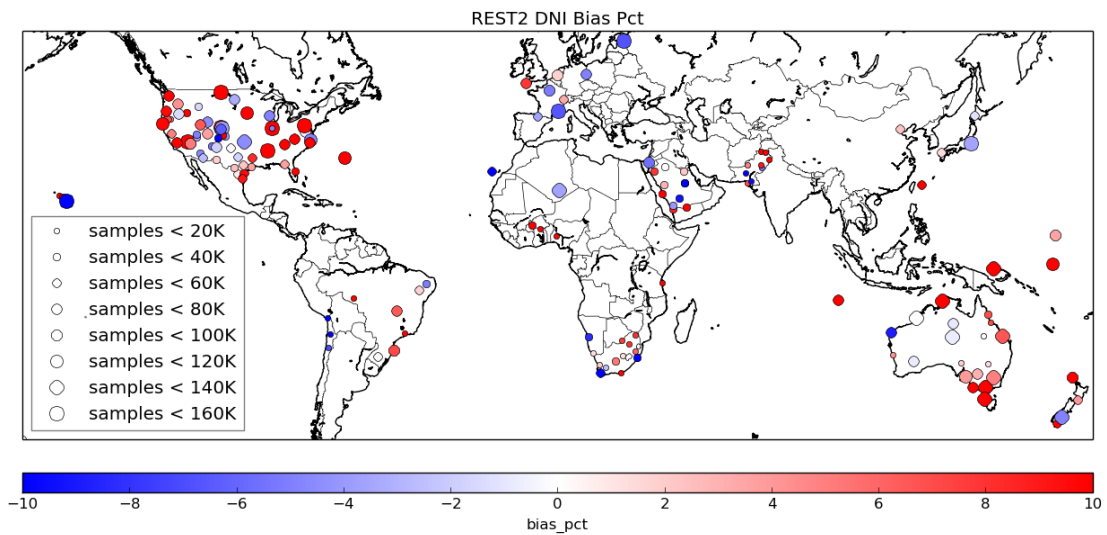 REST2 DNI Bias Pct
samples < 20K
samples < 40K
samples < 60K
samples < 80K
samples < 100K
samples < 120K
samples < 140K
samples < 160K
−10 −8 −6 −4 −2 0 2 4 6 8 10
bias_pct